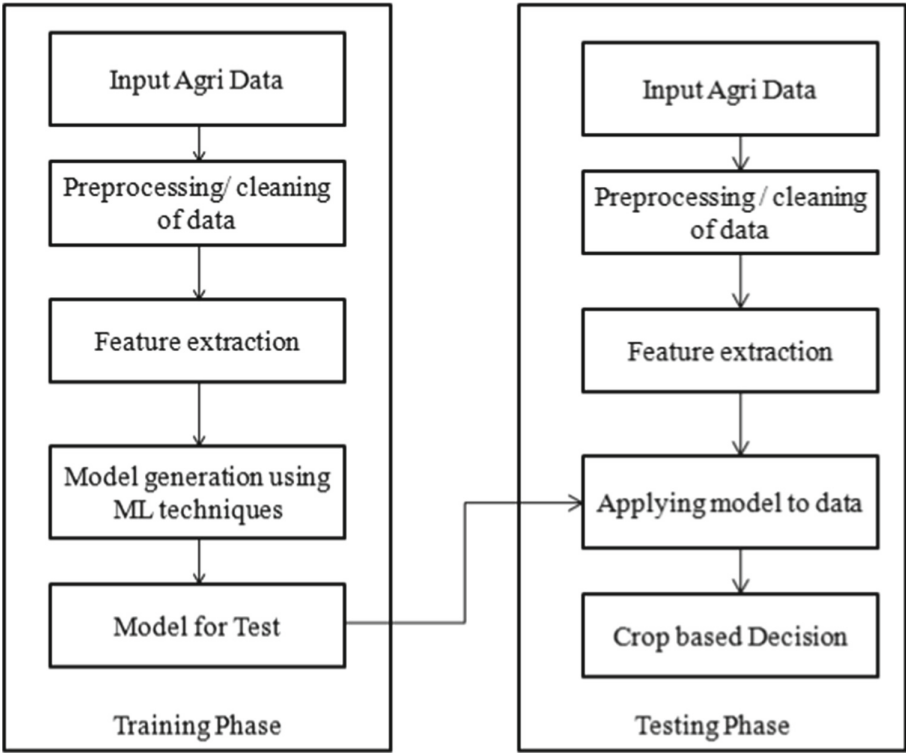 Input Agri Data
Preprocessing/ cleaning
of data
Feature extraction
Model generation using
ML techniques
Model for Test
Training Phase
Input Agri Data
Preprocessing / cleaning
of data
Feature extraction
Applying model to data
Crop based Decision
Testing Phase